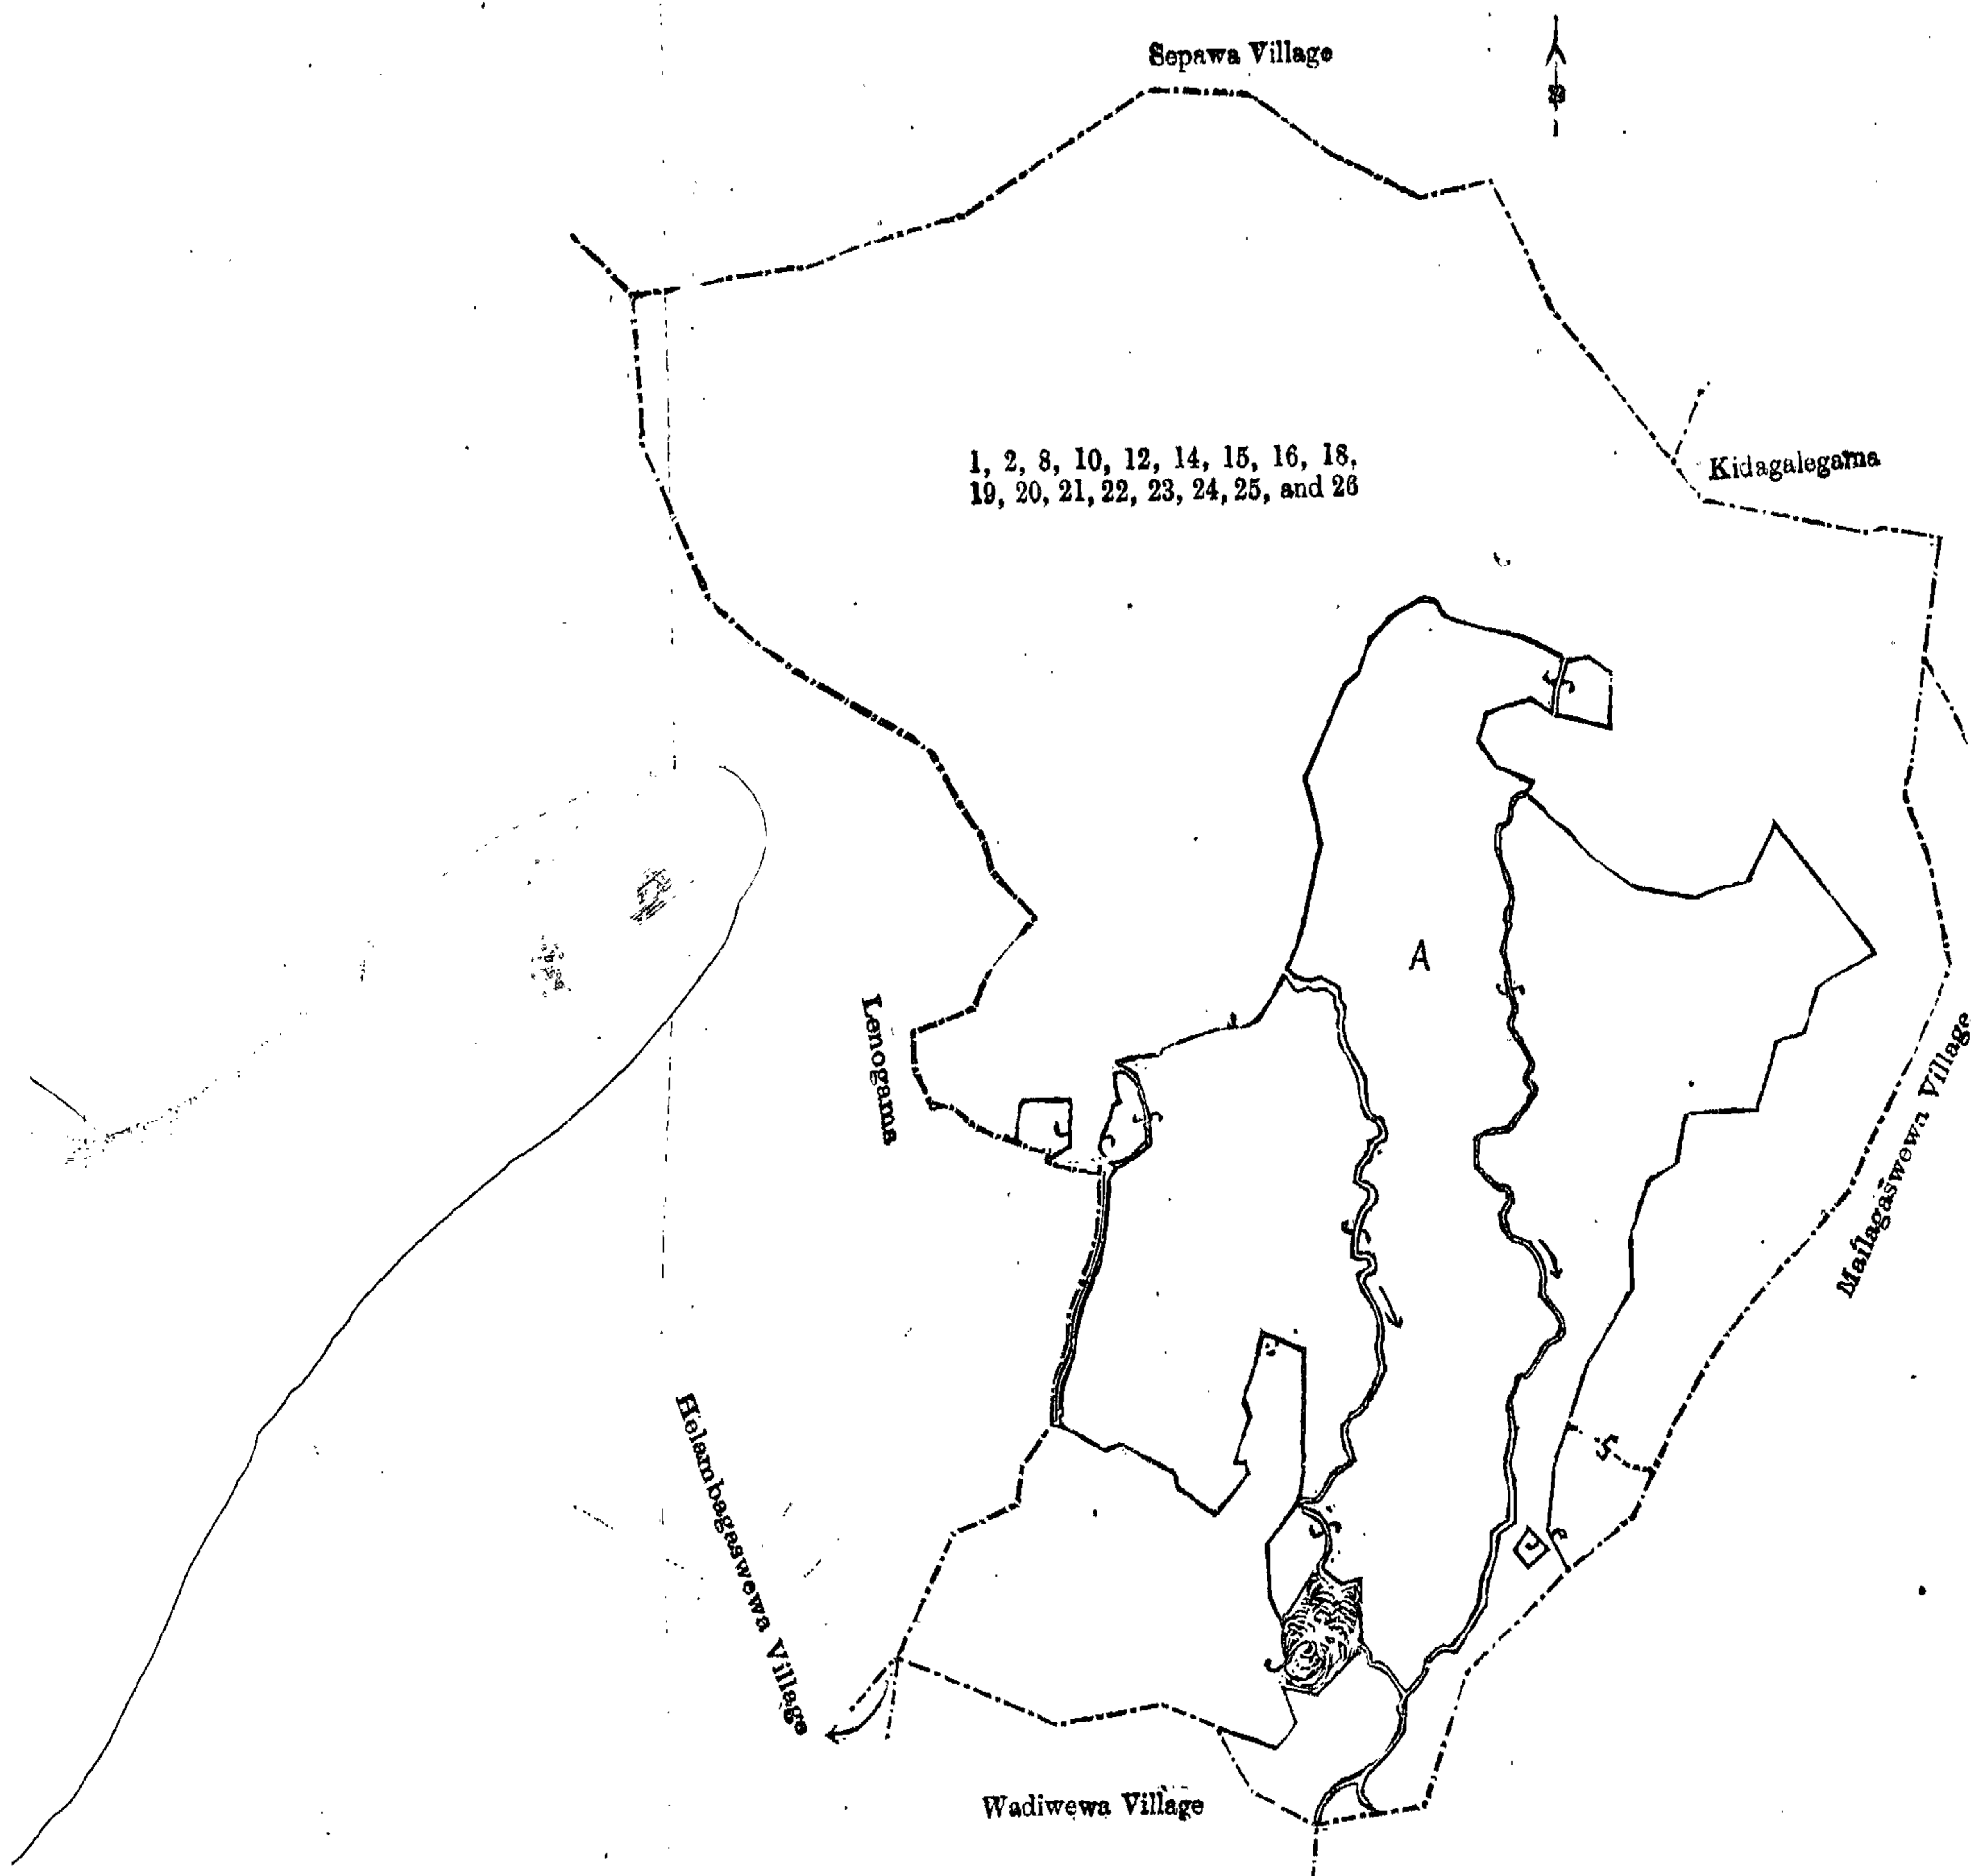 Sepawa Village
1, 2, 8, 10, 12, 14, 15, 16, 18,
19, 20, 21, 22, 23, 24, 25, and 26
Kidagalegama
A
Lenogama
Mailagaswewa Village
Helambagaswewa Village
Wadiwewa Village